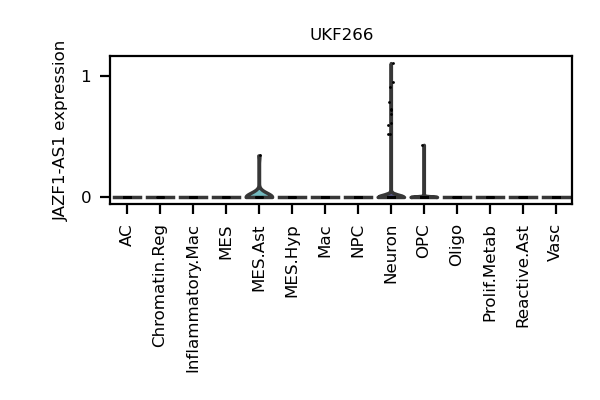 UKF266
JAZF1-AS1 expression
1
0
AC
Chromatin.Reg
Inflammatory.Mac
MES
MES.Ast
MES.Hyp
Mac
NPC
Neuron
OPC
Oligo
Prolif.Metab
Reactive.Ast
Vasc